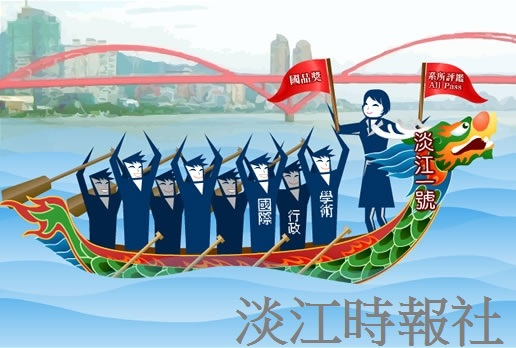 國品獎
系所評鑑
All Pass
淡江一號
學術
行政
國際
淡江時報社